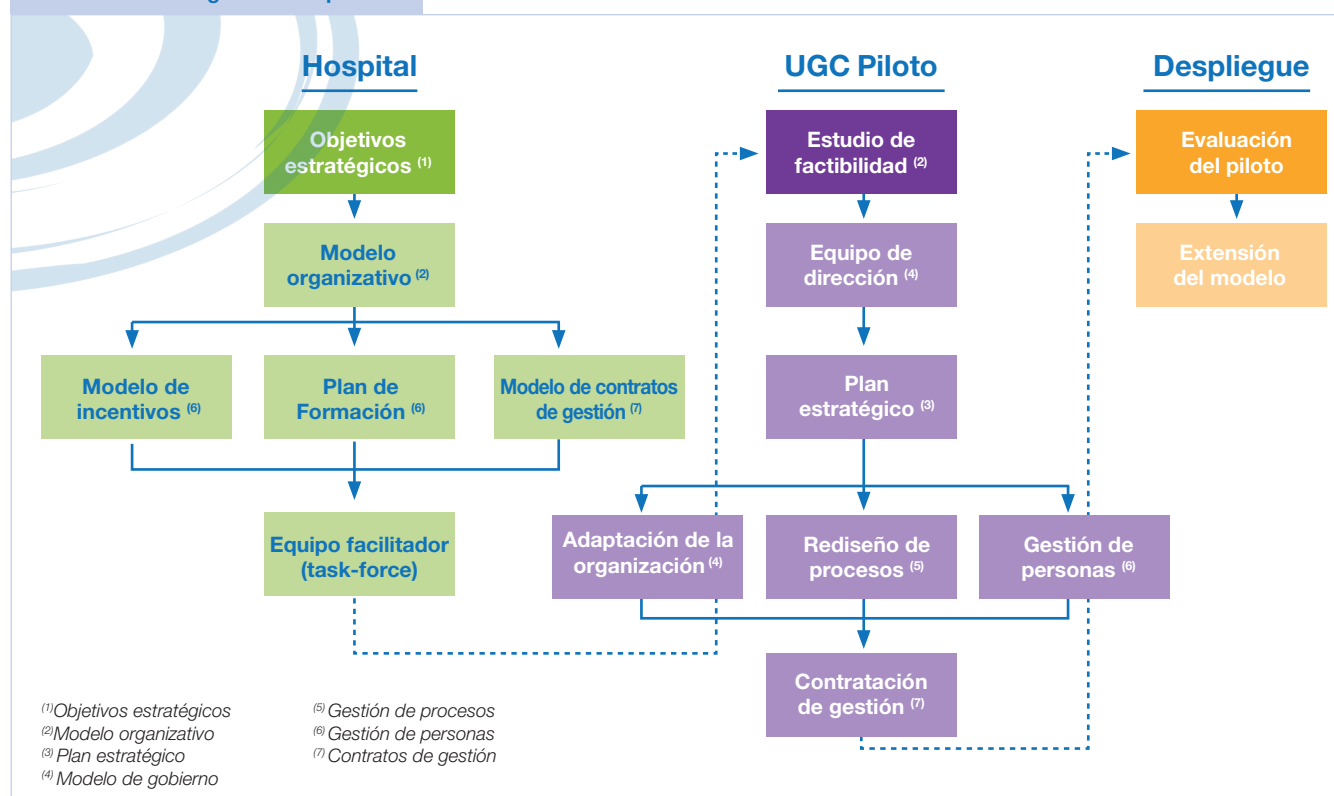 Hospital
Objetivos
estratégicos (1)
Modelo
organizativo (2)
Modelo de
incentivos (6)
Plan de
Formación (6)
Modelo de contratos
de gestión (7)
Equipo facilitador
(task-force)
UGC Piloto
Estudio de
factibilidad (2)
Equipo de
dirección (4)
Plan
estratégico (3)
Adaptación de la
organización (4)
Rediseño de
procesos (5)
Gestión de
personas (6)
Contratación
de gestión (7)
Despliegue
Evaluación
del piloto
Extensión
del modelo
(1)Objetivos estratégicos
(2)Modelo organizativo
(3) Plan estratégico
(4) Modelo de gobierno
(5) Gestión de procesos
(6) Gestión de personas
(7) Contratos de gestión